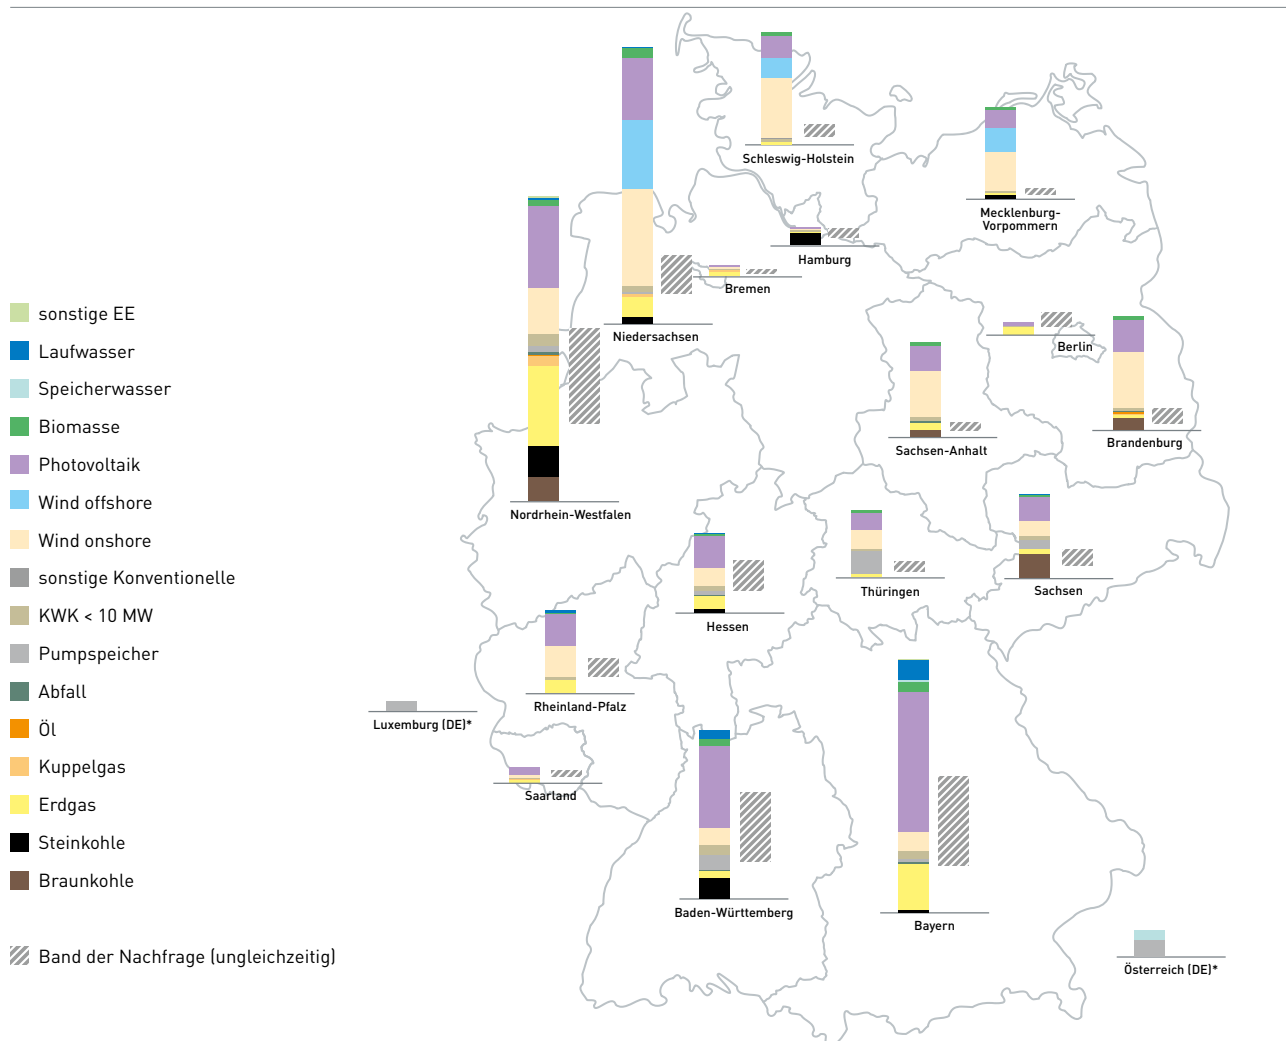 sonstige EE
Laufwasser
Speicherwasser
Biomasse
Photovoltaik
Wind offshore
Wind onshore
sonstige Konventionelle
KWK < 10 MW
Pumpspeicher
Abfall
Öl
Kuppelgas
Erdgas
Steinkohle
Braunkohle
Band der Nachfrage (ungleichzeitig)
Schleswig-Holstein
Mecklenburg-
Vorpommern
Hamburg
Bremen
Niedersachsen
Berlin
Brandenburg
Sachsen-Anhalt
Nordrhein-Westfalen
Thüringen
Sachsen
Hessen
Rheinland-Pfalz
Luxemburg (DE)*
Saarland
Baden-Württemberg
Bayern
Österreich (DE)*